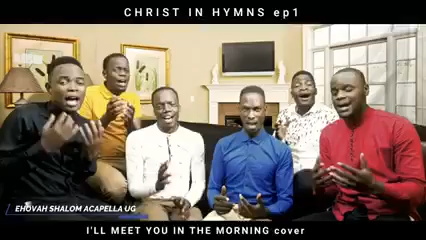 CHRIST IN HYMNS ep1
EHOVAH SHALOM ACAPELLA UG
I'LL MEET YOU IN THE MORNING cover